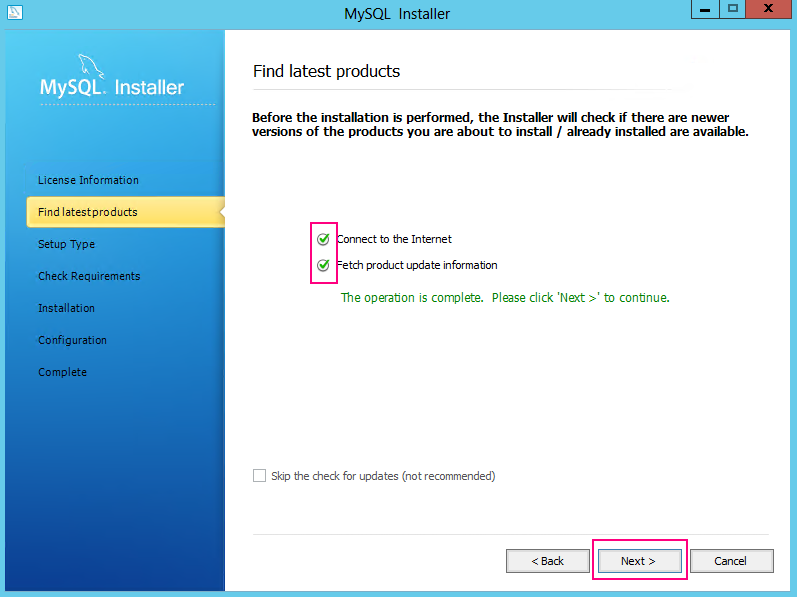 MySQL Installer
MySQL. Installer
License Information
Find latest products
Setup Type
Check Requirements
Installation
Configuration
Complete
Find latest products
Before the installation is performed, the Installer will check if there are newer
versions of the products you are about to install / already installed are available.
Connect to the Internet
Fetch product update information
The operation is complete. Please click 'Next >' to continue.
Skip the check for updates (not recommended)
< Back
Next >
Cancel